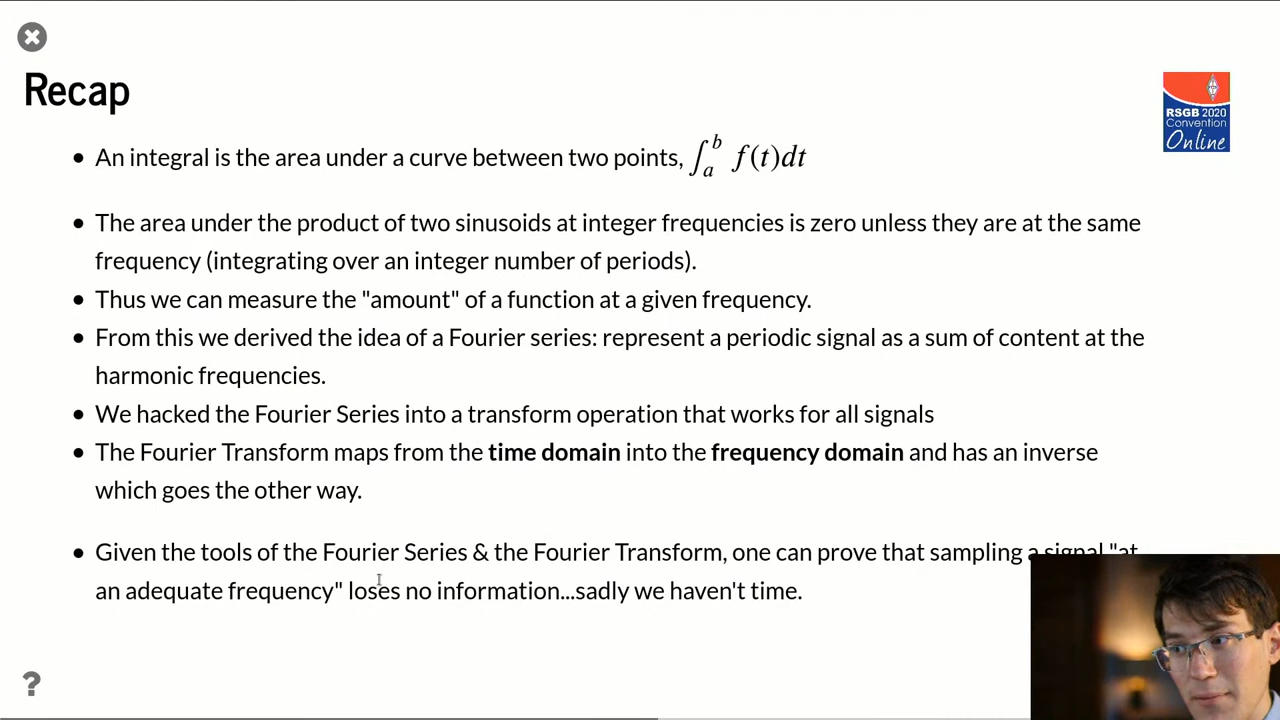 Recap
RSGB 2020
Convention
Online
• An integral is the area under a curve between two points, ∫_a^b f(t)dt
• The area under the product of two sinusoids at integer frequencies is zero unless they are at the same
frequency (integrating over an integer number of periods).
• Thus we can measure the "amount" of a function at a given frequency.
• From this we derived the idea of a Fourier series: represent a periodic signal as a sum of content at the
harmonic frequencies.
• We hacked the Fourier Series into a transform operation that works for all signals
• The Fourier Transform maps from the time domain into the frequency domain and has an inverse
which goes the other way.
• Given the tools of the Fourier Series & the Fourier Transform, one can prove that sampling a signal "at
an adequate frequency" loses no information...sadly we haven't time.
?